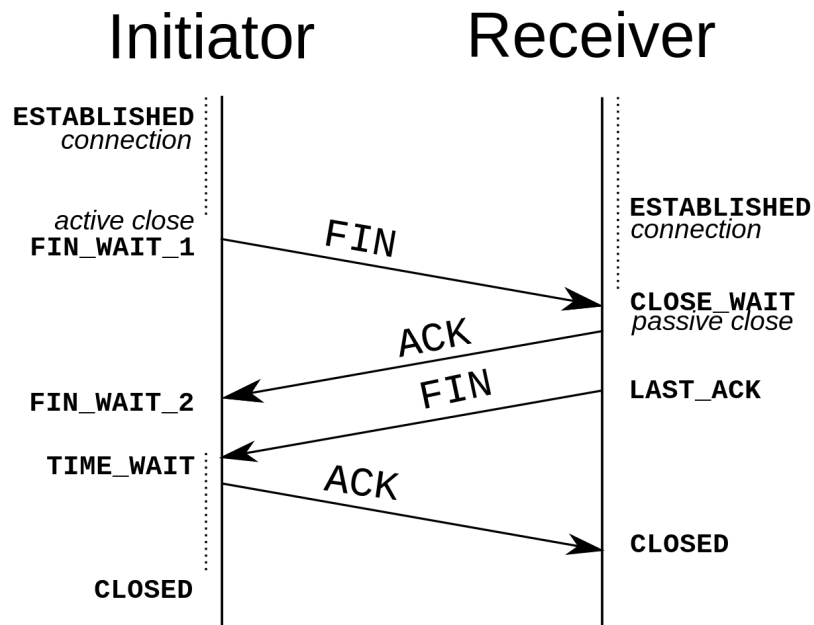 Initiator
Receiver
ESTABLISHED
connection
active close
FIN_WAIT_1
FIN
ESTABLISHED
connection
CLOSE_WAIT
passive close
ACK
FIN_WAIT_2
FIN
LAST_ACK
TIME_WAIT
ACK
CLOSED
CLOSED